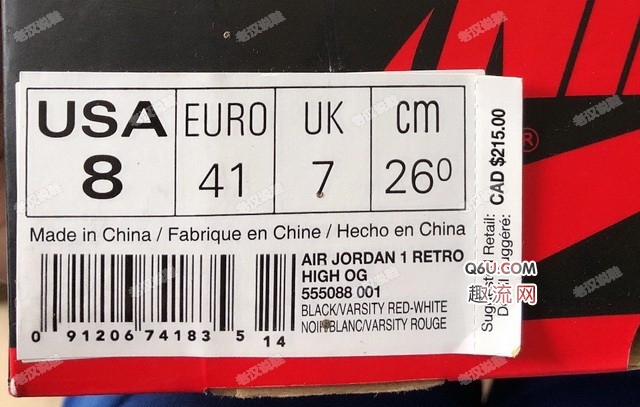 USA EURO UK cm
8 41 7 26⁰
Made in China / Fabrique en Chine / Hecho en China
AIR JORDAN 1 RETRO
HIGH OG
555088 001
BLACK/VARSITY RED-WHITE
NOIR/BLANC/VARSITY ROUGE
0 91206 74183 5 14
Suggested Retail: CAD $215.00
Suggéré:
Q6U.COM
趣流网
®